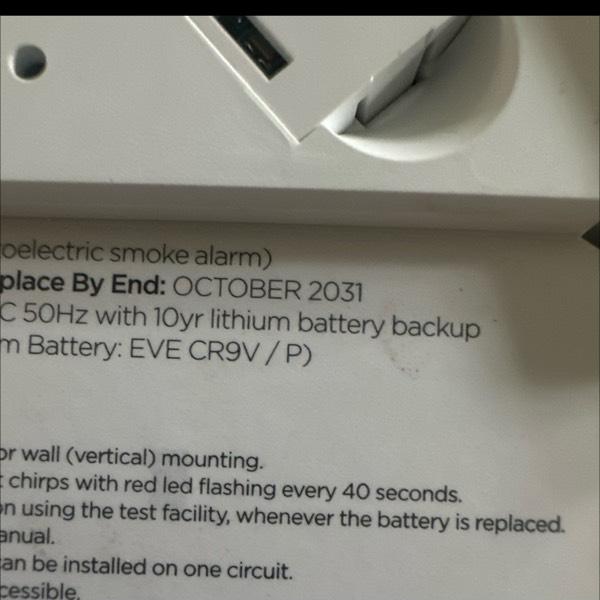 oelectric smoke alarm)
place By End: OCTOBER 2031
C 50Hz with 10yr lithium battery backup
m Battery: EVE CR9V / P)
or wall (vertical) mounting.
chirps with red led flashing every 40 seconds.
on using the test facility, whenever the battery is replaced.
anual.
an be installed on one circuit.
cessible.